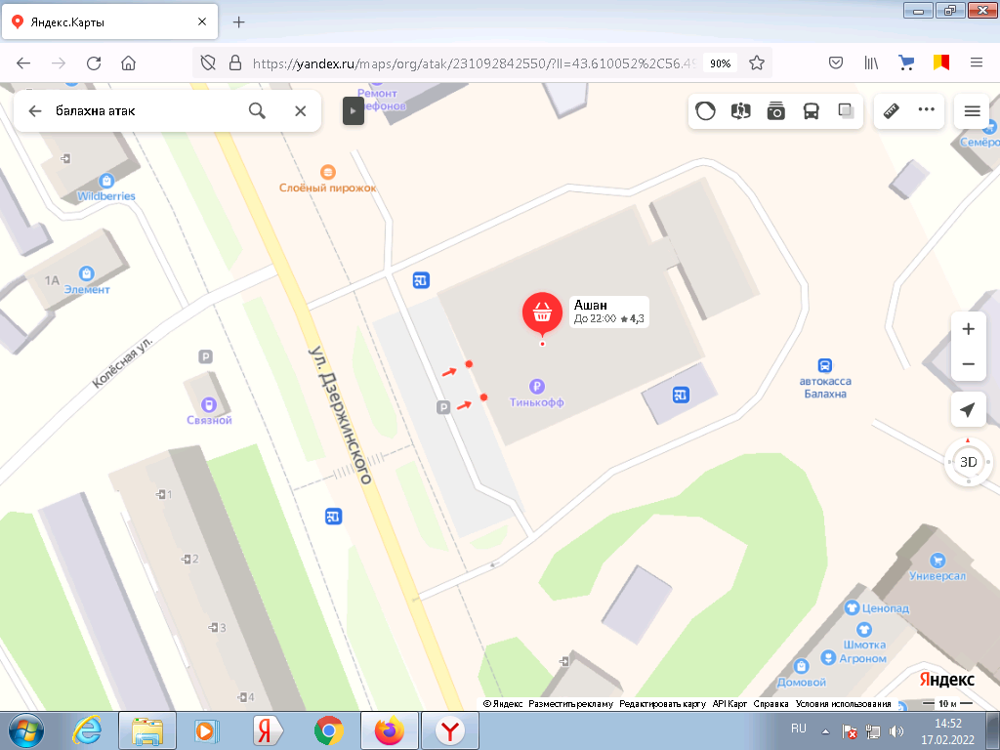 Яндекс.Карты
https://yandex.ru/maps/org/atak/231092842550/?ll=43.610052%2C56.49
90%
балахна атак
Ремонт
телефонов
Семёро
Wildberries
Слоёный пирожок
1А
Элемент
Ашан
До 22:00 ★ 4,3
Колёсная ул.
P
ул. Дзержинского
Связной
P
Тинькофф
автокасса
Балахна
3D
1
2
3
4
Универсал
Ценопад
Шмотка
Агроном
Домовой
Яндекс
© Яндекс Разместить рекламу Редактировать карту API Карт Справка Условия использования
10 м
RU
14:52
17.02.2022